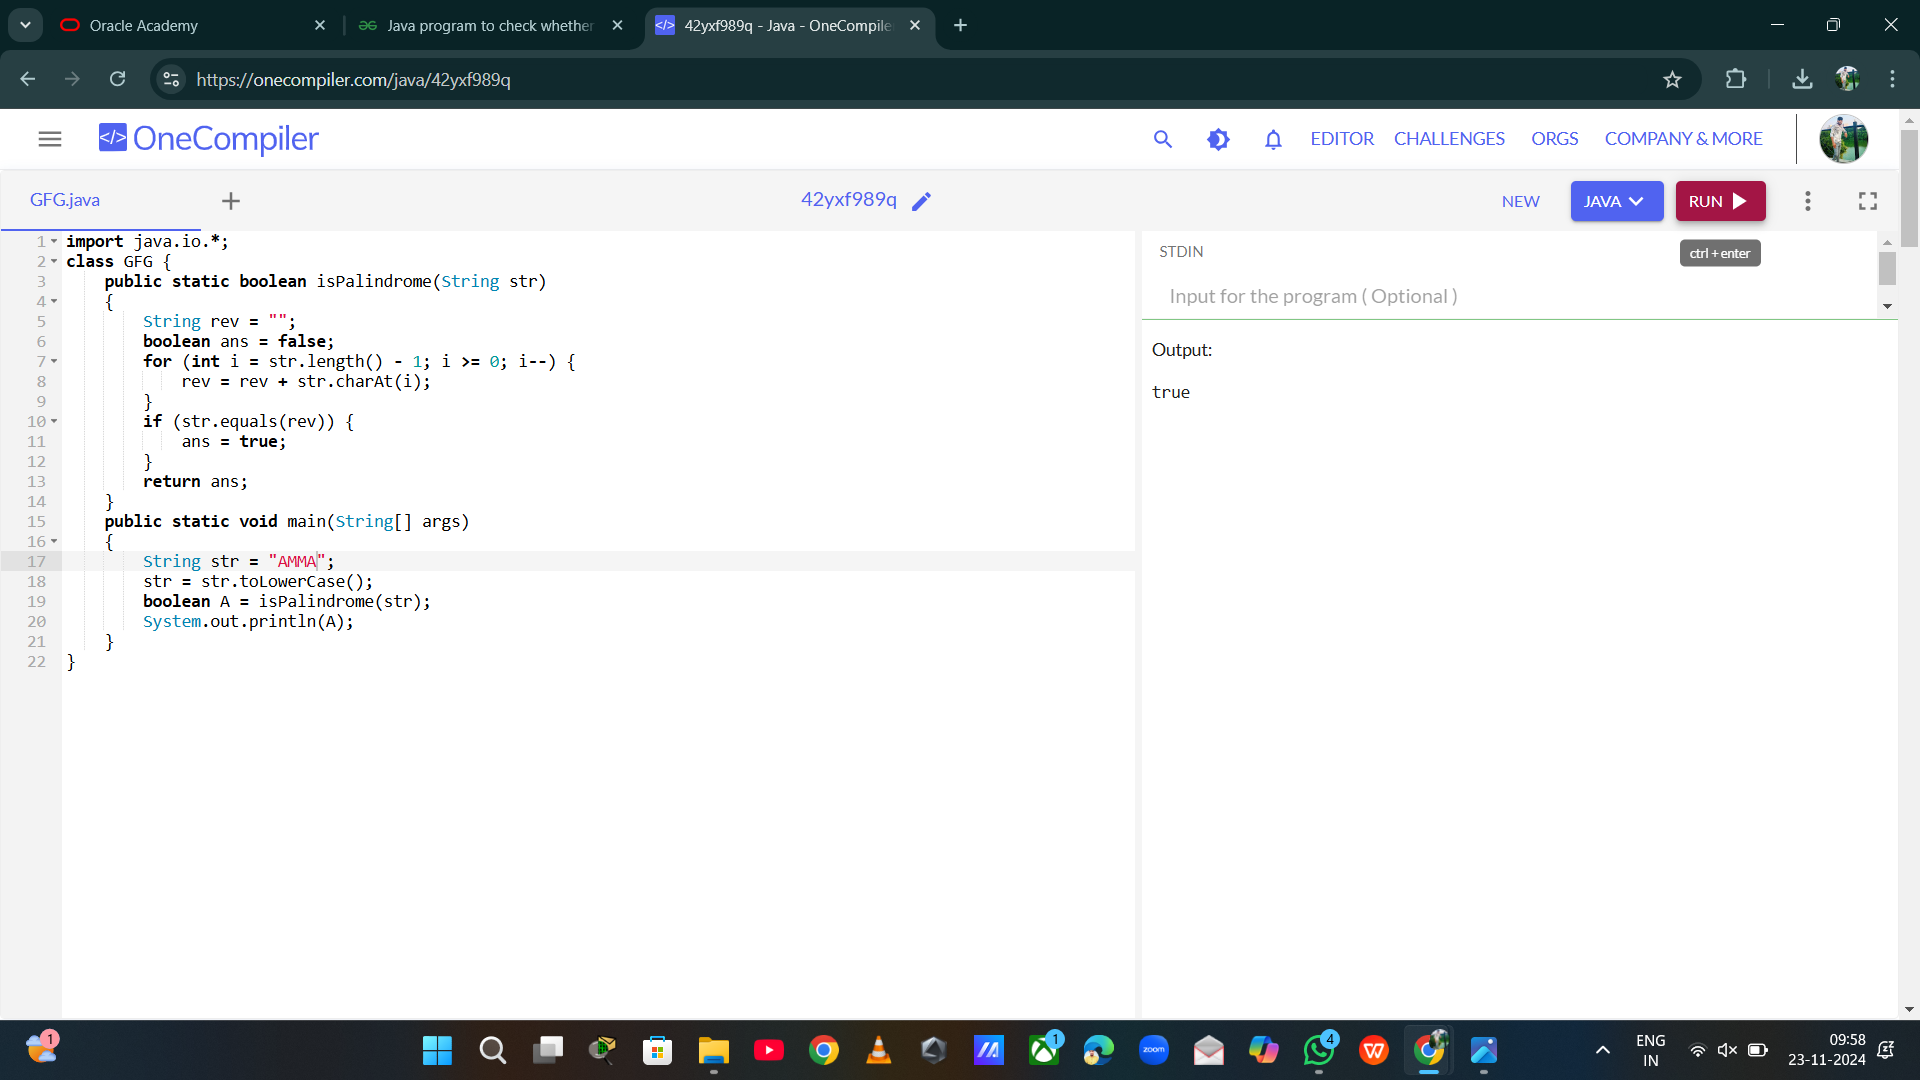 Oracle Academy
Java program to check whether
42yxf989q - Java - OneCompile
https://onecompiler.com/java/42yxf989q
</> OneCompiler
EDITOR CHALLENGES ORGS COMPANY & MORE
GFG.java
42yxf989q
NEW JAVA RUN
ctrl+enter
1 import java.io.*;
2 class GFG {
3     public static boolean isPalindrome(String str)
4     {
5         String rev = "";
6         boolean ans = false;
7         for (int i = str.length() - 1; i >= 0; i--) {
8             rev = rev + str.charAt(i);
9         }
10         if (str.equals(rev)) {
11             ans = true;
12         }
13         return ans;
14     }
15     public static void main(String[] args)
16     {
17         String str = "AMMA";
18         str = str.toLowerCase();
19         boolean A = isPalindrome(str);
20         System.out.println(A);
21     }
22 }
STDIN
Input for the program ( Optional )
Output:
true
1
zoom
1
4
W
ENG
IN
09:58
23-11-2024